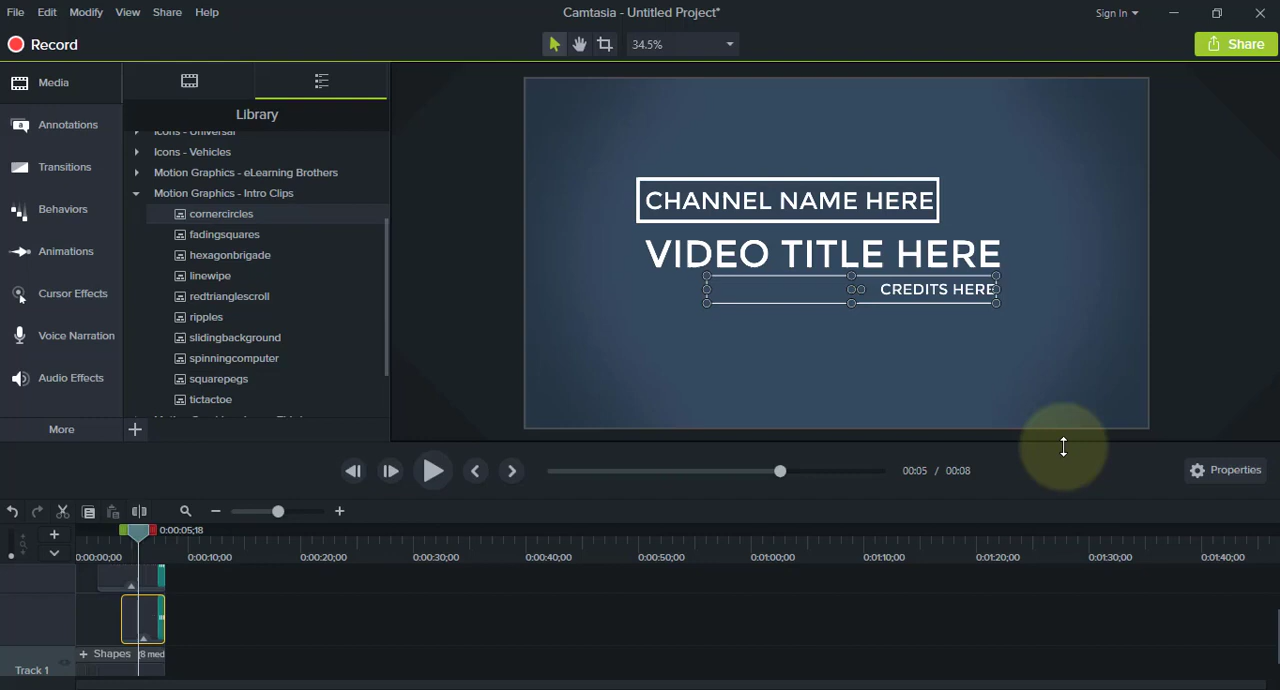 File Edit Modify View Share Help
Camtasia - Untitled Project*
Sign In
Record
34.5%
Share
Media
Annotations
Transitions
Behaviors
Animations
Cursor Effects
Voice Narration
Audio Effects
More
Library
Icons - Universal
Icons - Vehicles
Motion Graphics - eLearning Brothers
Motion Graphics - Intro Clips
cornercircles
fadingsquares
hexagonbrigade
linewipe
redtrianglescroll
ripples
slidingbackground
spinningcomputer
squarepegs
tictactoe
CHANNEL NAME HERE
VIDEO TITLE HERE
CREDITS HERE
00:05 / 00:08
Properties
0:00:05;18
0:00:00;00 0:00:10;00 0:00:20;00 0:00:30;00 0:00:40;00 0:00:50;00 0:01:00;00 0:01:10;00 0:01:20;00 0:01:30;00 0:01:40;00
Shapes (8 med
Track 1